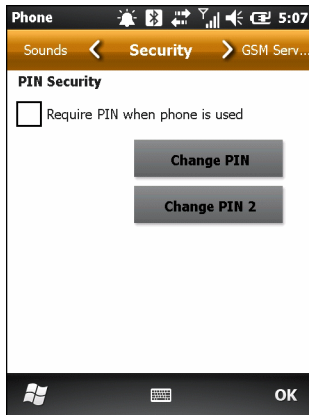 Phone 5:07
Sounds Security GSM Serv...
PIN Security
Require PIN when phone is used
Change PIN
Change PIN 2
OK